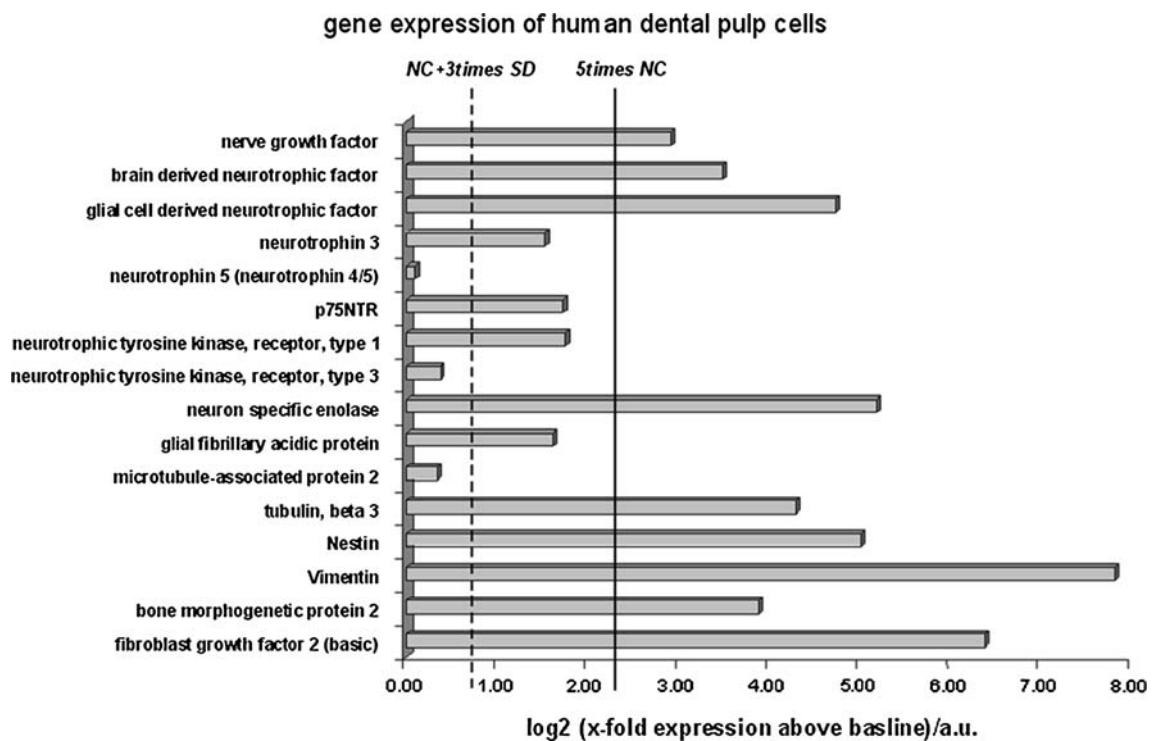 gene expression of human dental pulp cells
NC+3times SD
5times NC
nerve growth factor
brain derived neurotrophic factor
glial cell derived neurotrophic factor
neurotrophin 3
neurotrophin 5 (neurotrophin 4/5)
p75NTR
neurotrophic tyrosine kinase, receptor, type 1
neurotrophic tyrosine kinase, receptor, type 3
neuron specific enolase
glial fibrillary acidic protein
microtubule-associated protein 2
tubulin, beta 3
Nestin
Vimentin
bone morphogenetic protein 2
fibroblast growth factor 2 (basic)
0.00 1.00 2.00 3.00 4.00 5.00 6.00 7.00 8.00
log2 (x-fold expression above basline)/a.u.